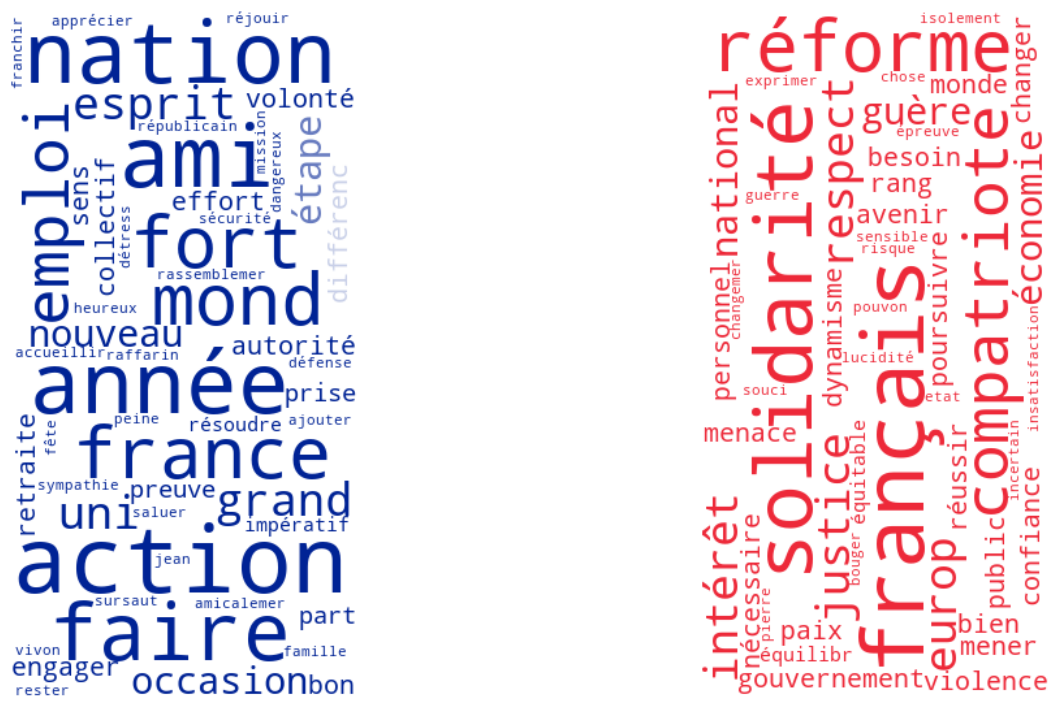 franchir
apprécier
réjouir
nation
esprit
volonté
emploi
républicain
mission
ami
dangereux
étape
sens
collectif
effort
différenc
détress
sécurité
fort
rassemblemer
mond
heureux
nouveau
accueillir
raffarin
autorité
défense
année
prise
peine
résoudre
ajouter
retraite
fête
france
sympathie
preuve
grand
uni
saluer
impératif
action
jean
sursaut
amicalemer
part
faire
vivon
famille
engager
rester
occasion
bon
isolement
réforme
changer
exprimer
chose
monde
national
respect
guère
épreuve
solidarité
compatriote
économie
besoin
rang
guerre
avenir
sensible
risque
personnel
changemer
dynamisme
français
poursuivre
pouvon
insatisfaction
lucidité
souci
etat
menace
justice
équitable
réussir
incertain
intérêt
nécessaire
bouger
europ
public
confiance
pierre
paix
équilibr
bien
mener
gouvernement
violence